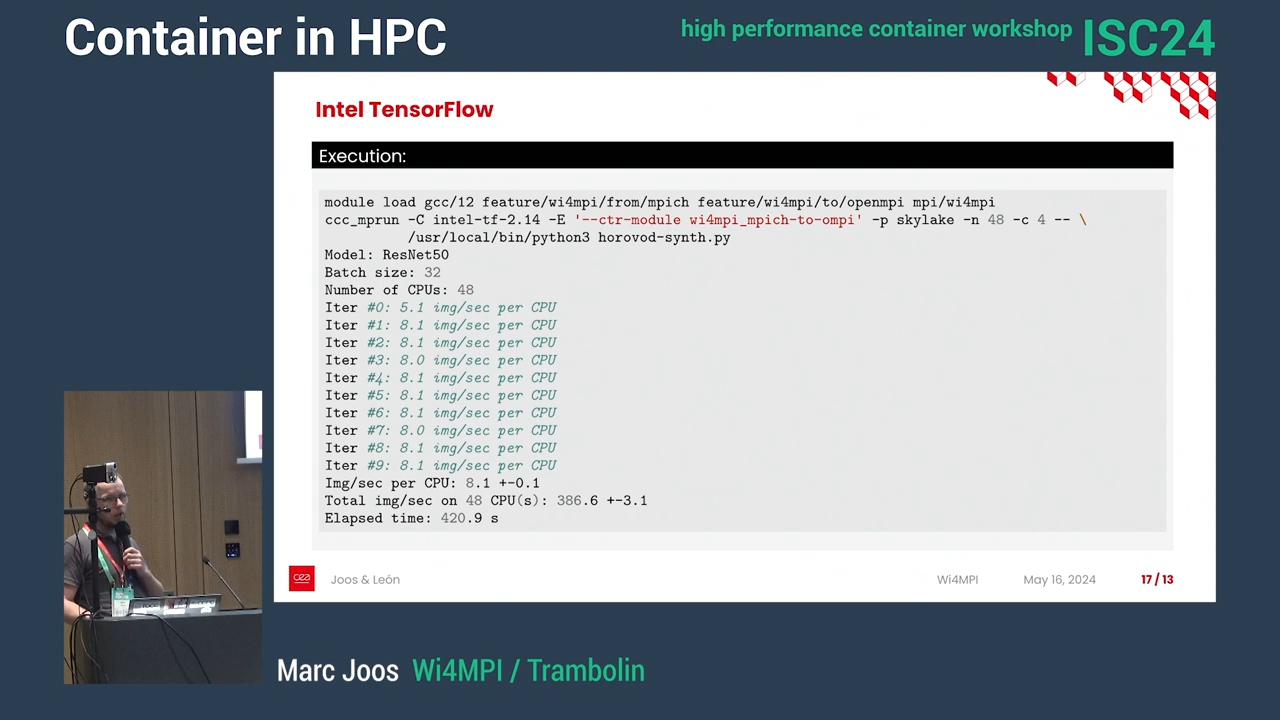 Container in HPC
high performance container workshop ISC24
Intel TensorFlow
Execution:
module load gcc/12 feature/wi4mpi/from/mpich feature/wi4mpi/to/openmpi mpi/wi4mpi
ccc_mprun -C intel-tf-2.14 -E '--ctr-module wi4mpi_mpich-to-ompi' -p skylake -n 48 -c 4 -- \
/usr/local/bin/python3 horovod-synth.py
Model: ResNet50
Batch size: 32
Number of CPUs: 48
Iter #0: 5.1 img/sec per CPU
Iter #1: 8.1 img/sec per CPU
Iter #2: 8.1 img/sec per CPU
Iter #3: 8.0 img/sec per CPU
Iter #4: 8.1 img/sec per CPU
Iter #5: 8.1 img/sec per CPU
Iter #6: 8.1 img/sec per CPU
Iter #7: 8.0 img/sec per CPU
Iter #8: 8.1 img/sec per CPU
Iter #9: 8.1 img/sec per CPU
Img/sec per CPU: 8.1 +-0.1
Total img/sec on 48 CPU(s): 386.6 +-3.1
Elapsed time: 420.9 s
cea Joos & León Wi4MPI May 16, 2024 17 / 13
Marc Joos Wi4MPI / Trambolin